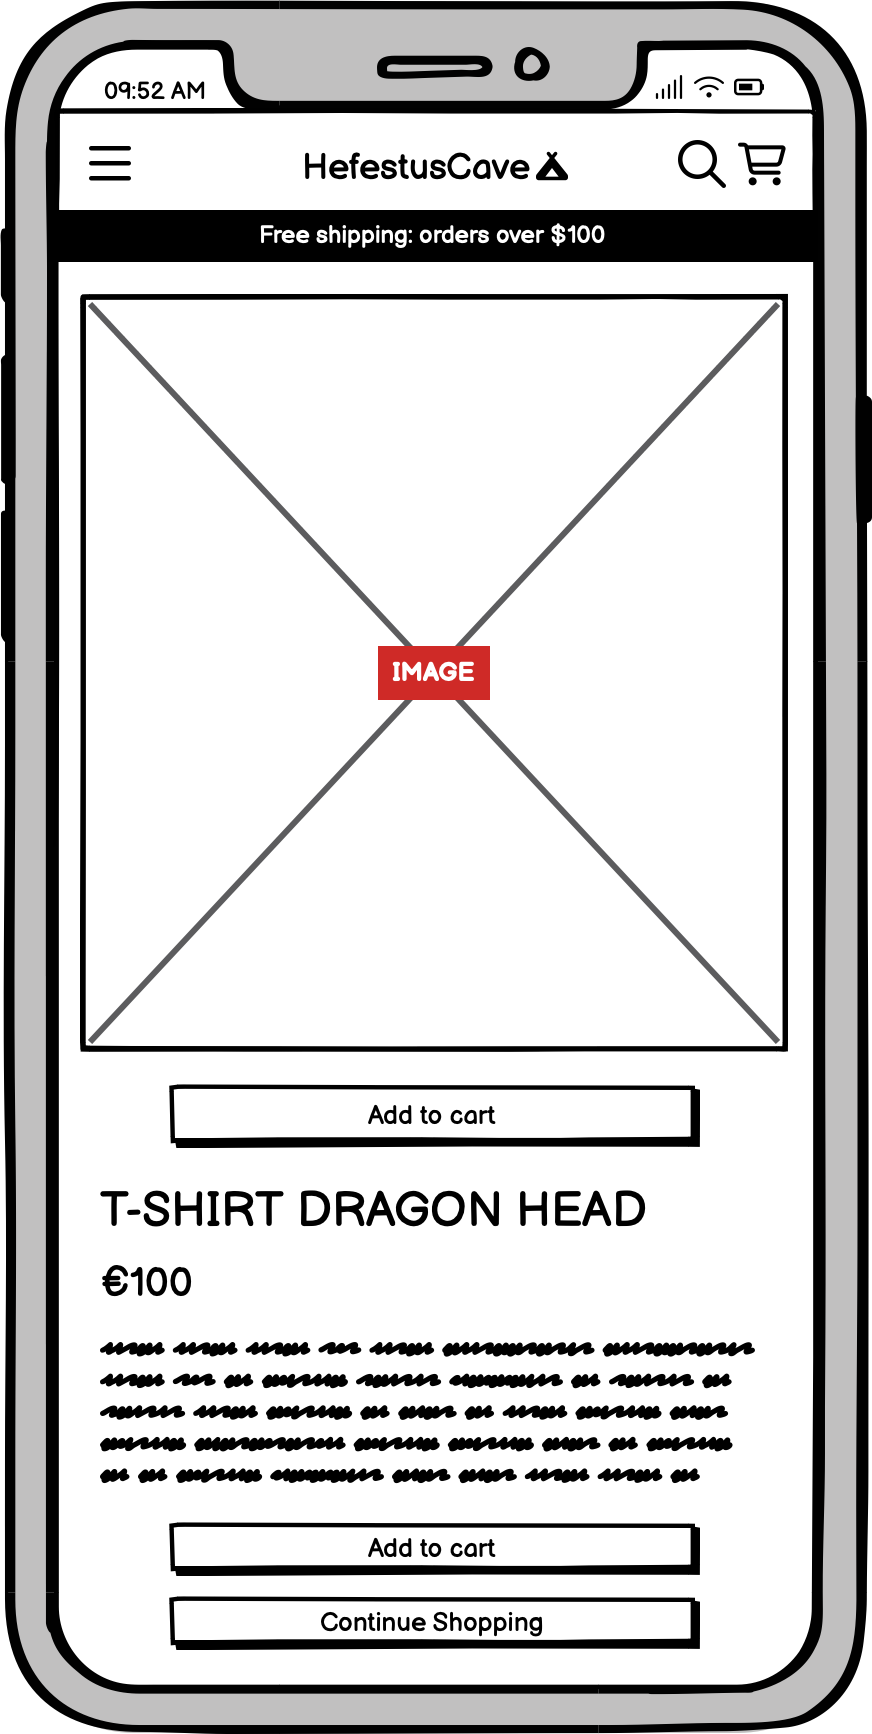 09:52 AM
HefestusCave
Free shipping: orders over $100
IMAGE
Add to cart
T-SHIRT DRAGON HEAD
€100
Add to cart
Continue Shopping